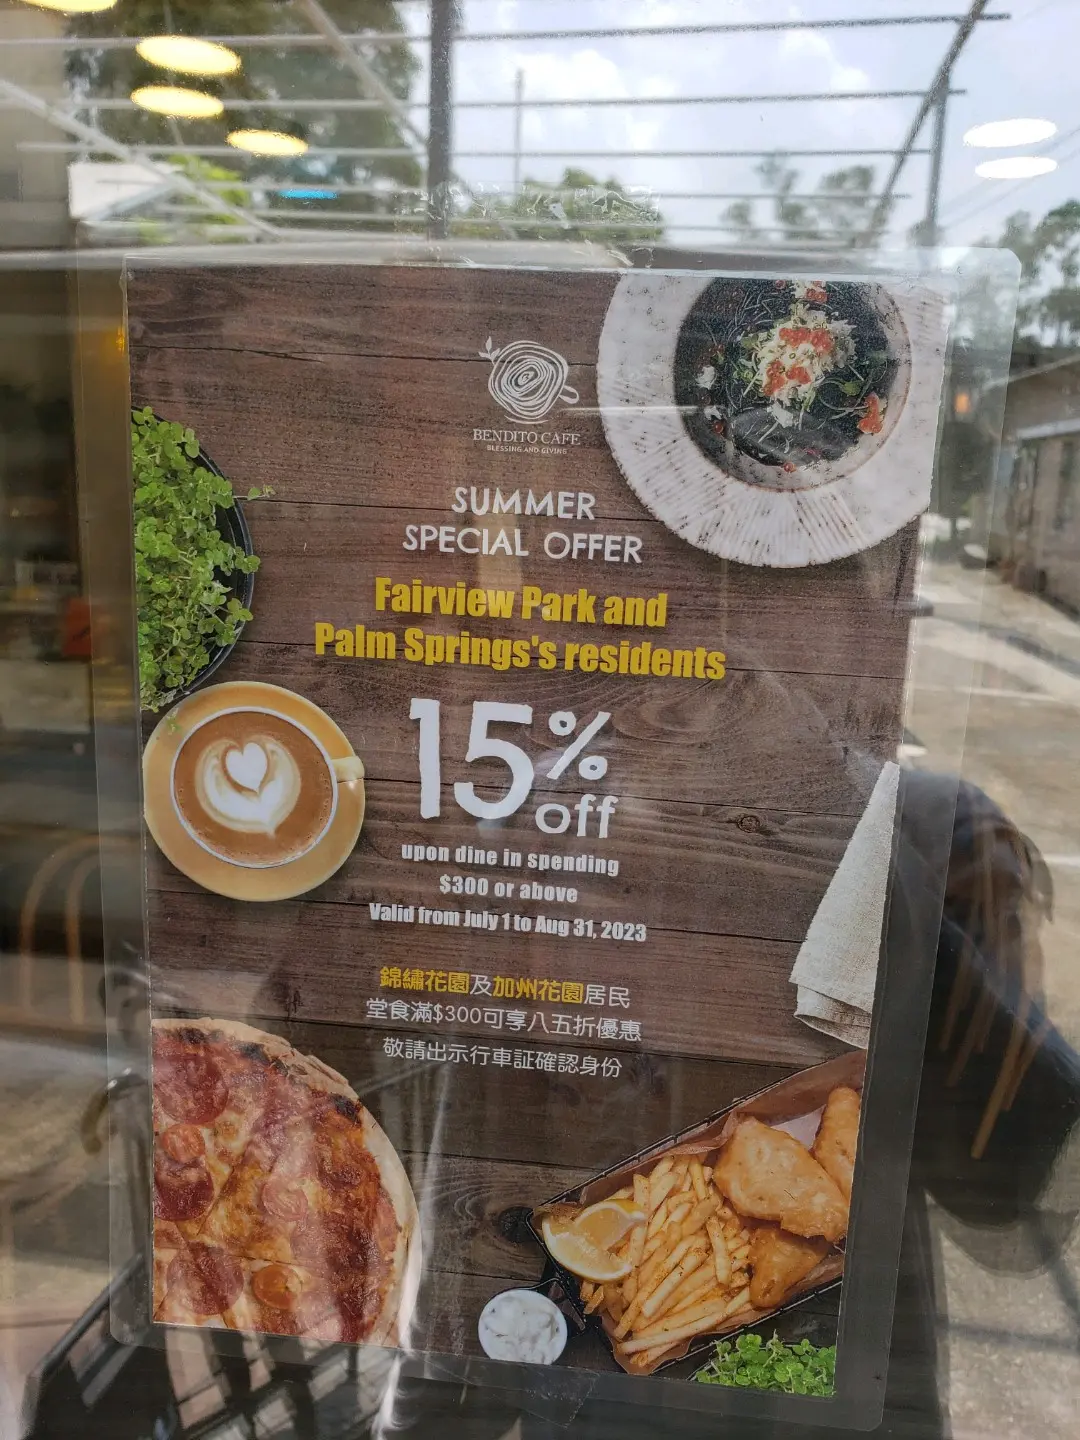 BENDITO CAFE
BLESSING AND GIVING
SUMMER
SPECIAL OFFER
Fairview Park and
Palm Springs's residents
15%
off
upon dine in spending
$300 or above
Valid from July 1 to Aug 31, 2023
錦繡花園及加州花園居民
堂食滿$300可享八五折優惠
敬請出示行車証確認身份